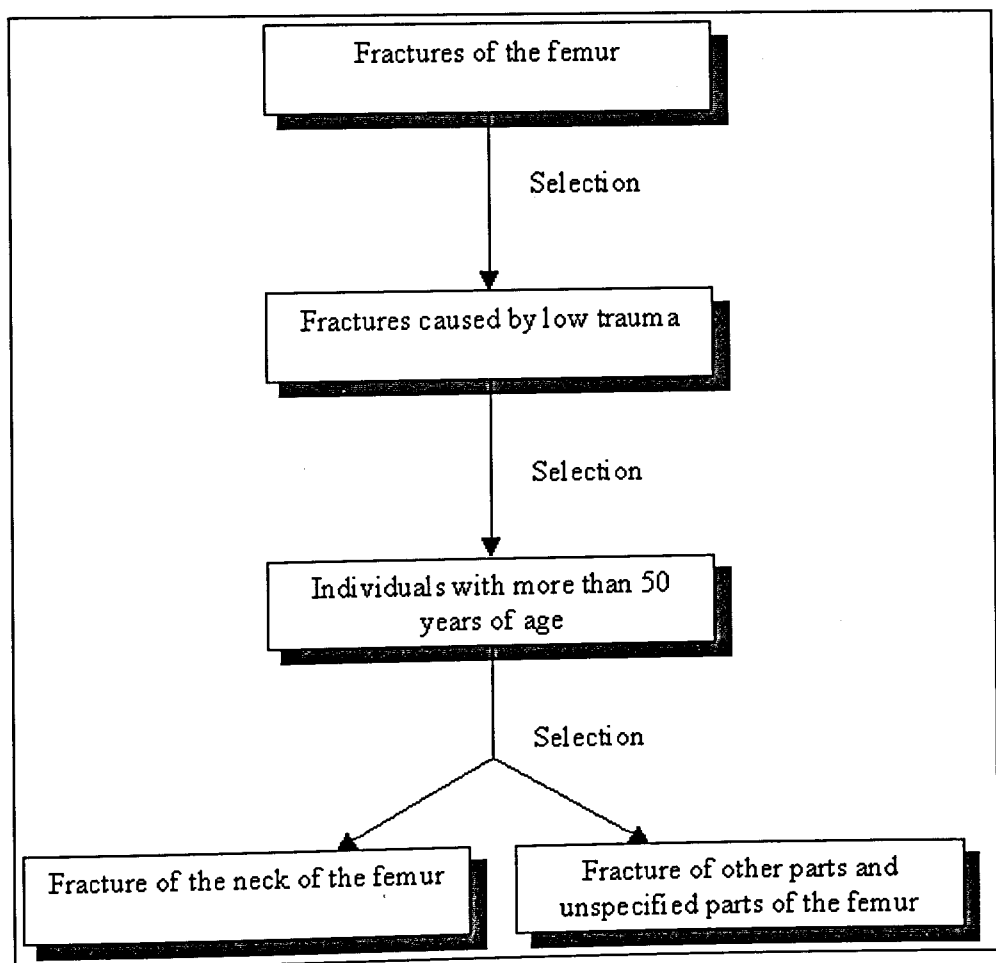 Fractures of the femur
Selection
Fractures caused by low trauma
Selection
Individuals with more than 50
years of age
Selection
Fracture of the neck of the femur
Fracture of other parts and
unspecified parts of the femur